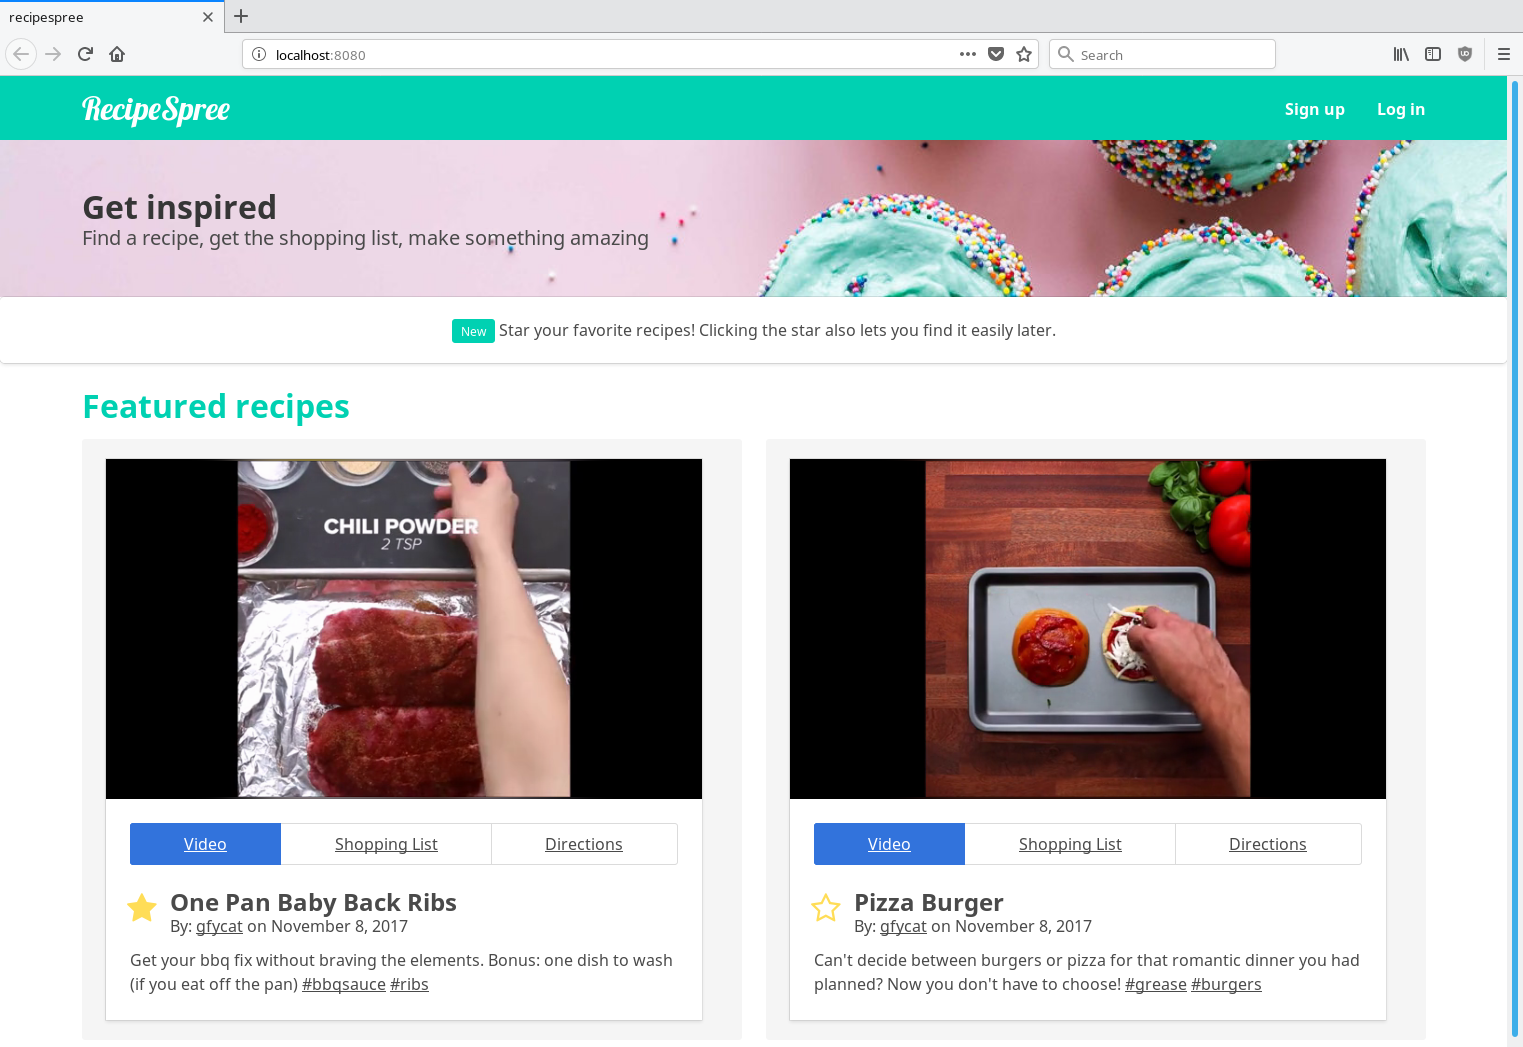 recipespree
localhost:8080
Search
RecipeSpree
Sign up Log in
Get inspired
Find a recipe, get the shopping list, make something amazing
New Star your favorite recipes! Clicking the star also lets you find it easily later.
Featured recipes
CHILI POWDER
2 TSP
Video Shopping List Directions
One Pan Baby Back Ribs
By: gfycat on November 8, 2017
Get your bbq fix without braving the elements. Bonus: one dish to wash
(if you eat off the pan) #bbqsauce #ribs
Video Shopping List Directions
Pizza Burger
By: gfycat on November 8, 2017
Can't decide between burgers or pizza for that romantic dinner you had
planned? Now you don't have to choose! #grease #burgers